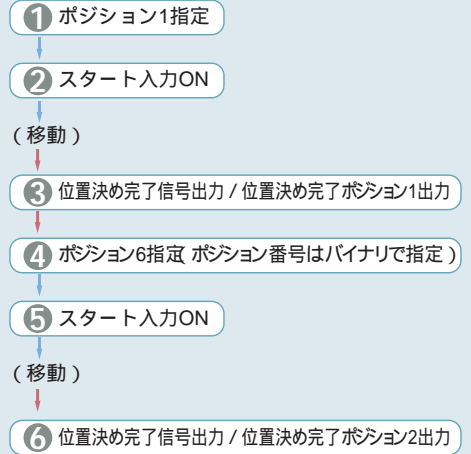 1 ポジション1指定
2 スタート入力ON
(移動)
3 位置決め完了信号出力 / 位置決め完了ポジション1出力
4 ポジション6指定(ポジション番号はバイナリで指定)
5 スタート入力ON
(移動)
6 位置決め完了信号出力 / 位置決め完了ポジション2出力